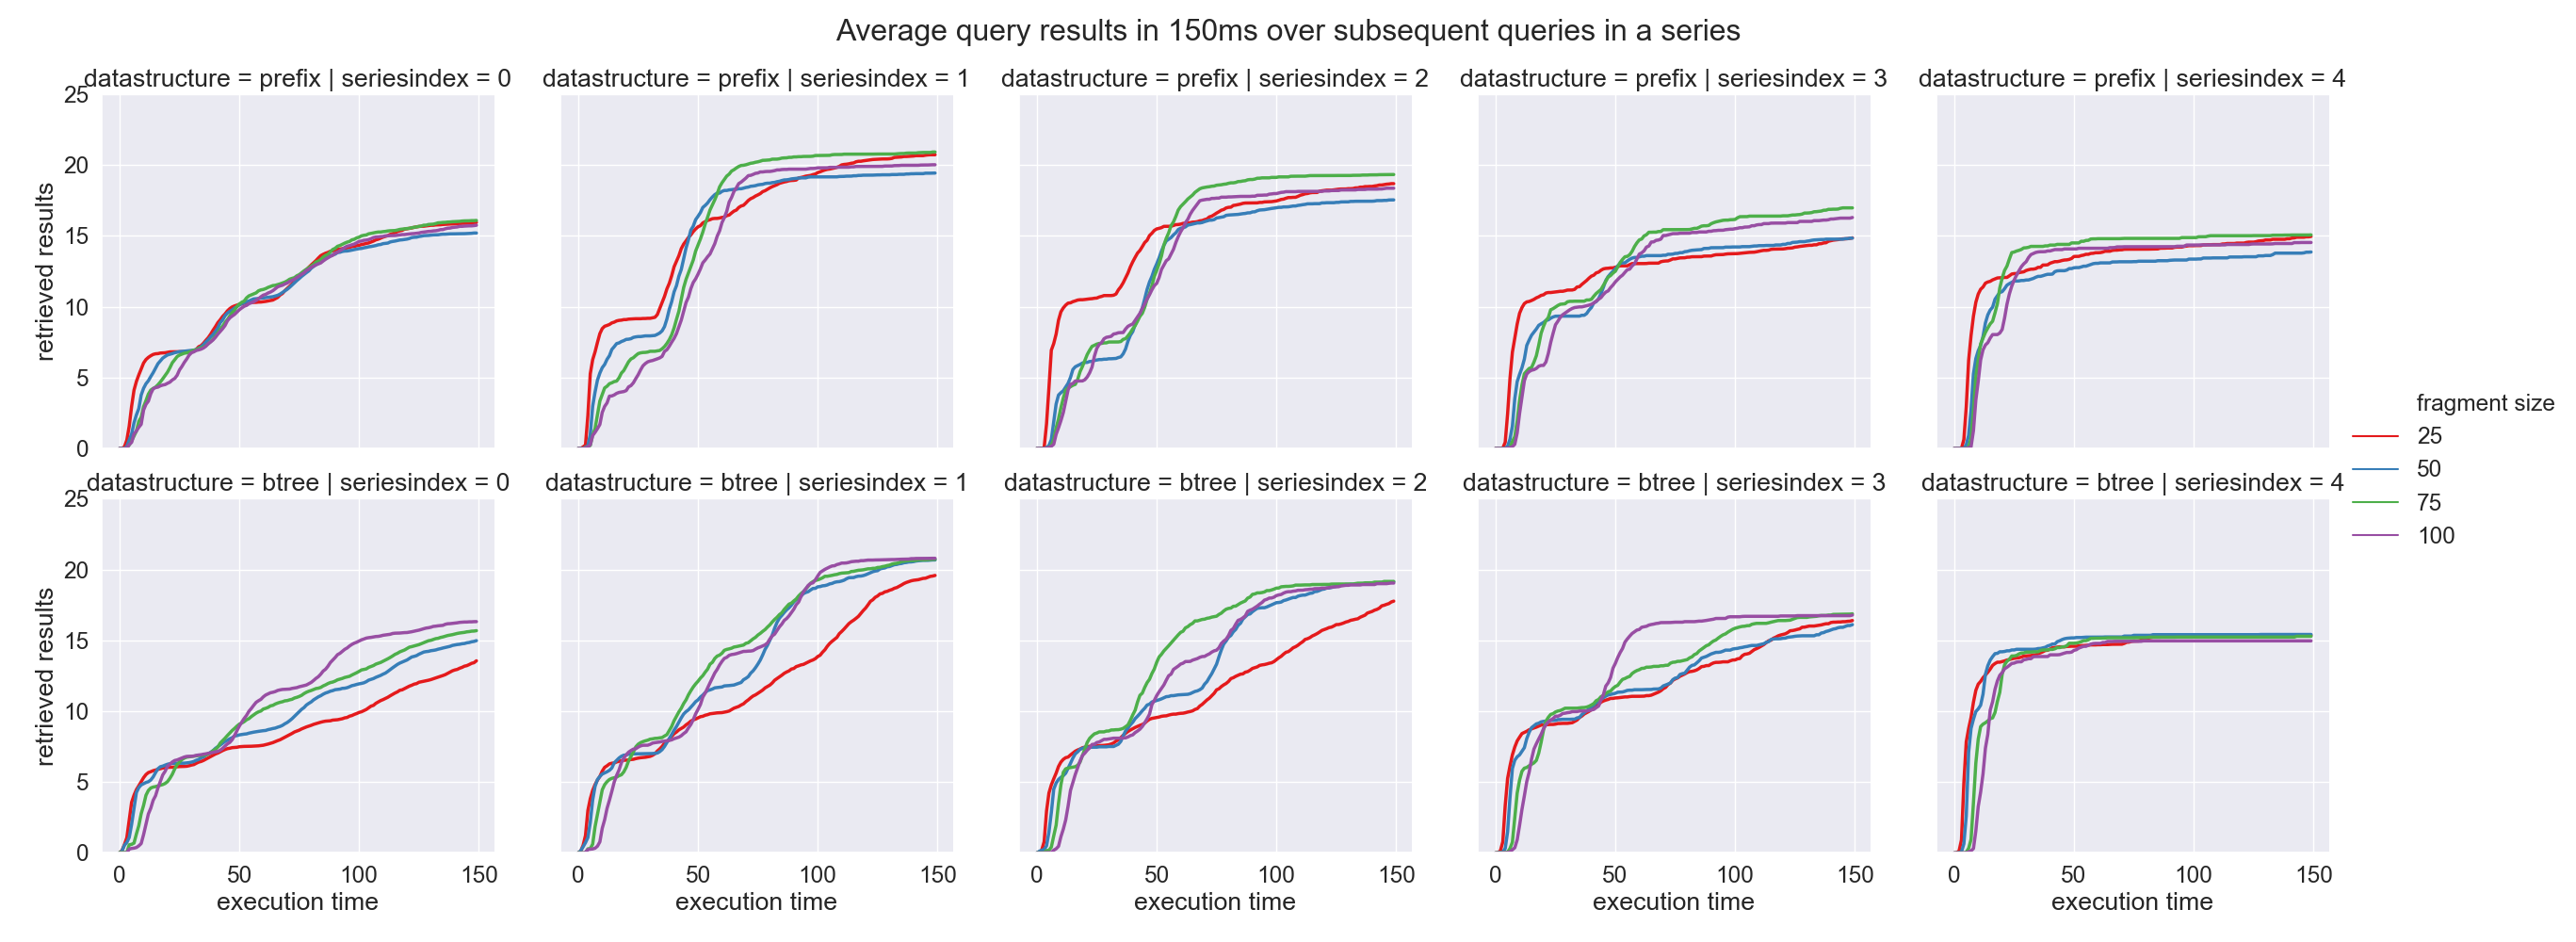 Average query results in 150ms over subsequent queries in a series
datastructure = prefix | seriesindex = 0
datastructure = prefix | seriesindex = 1
datastructure = prefix | seriesindex = 2
datastructure = prefix | seriesindex = 3
datastructure = prefix | seriesindex = 4
25
20
15
10
5
0
retrieved results
datastructure = btree | seriesindex = 0
datastructure = btree | seriesindex = 1
datastructure = btree | seriesindex = 2
datastructure = btree | seriesindex = 3
datastructure = btree | seriesindex = 4
25
20
15
10
5
0
retrieved results
0 50 100 150
execution time
0 50 100 150
execution time
0 50 100 150
execution time
0 50 100 150
execution time
0 50 100 150
execution time
fragment size
25
50
75
100